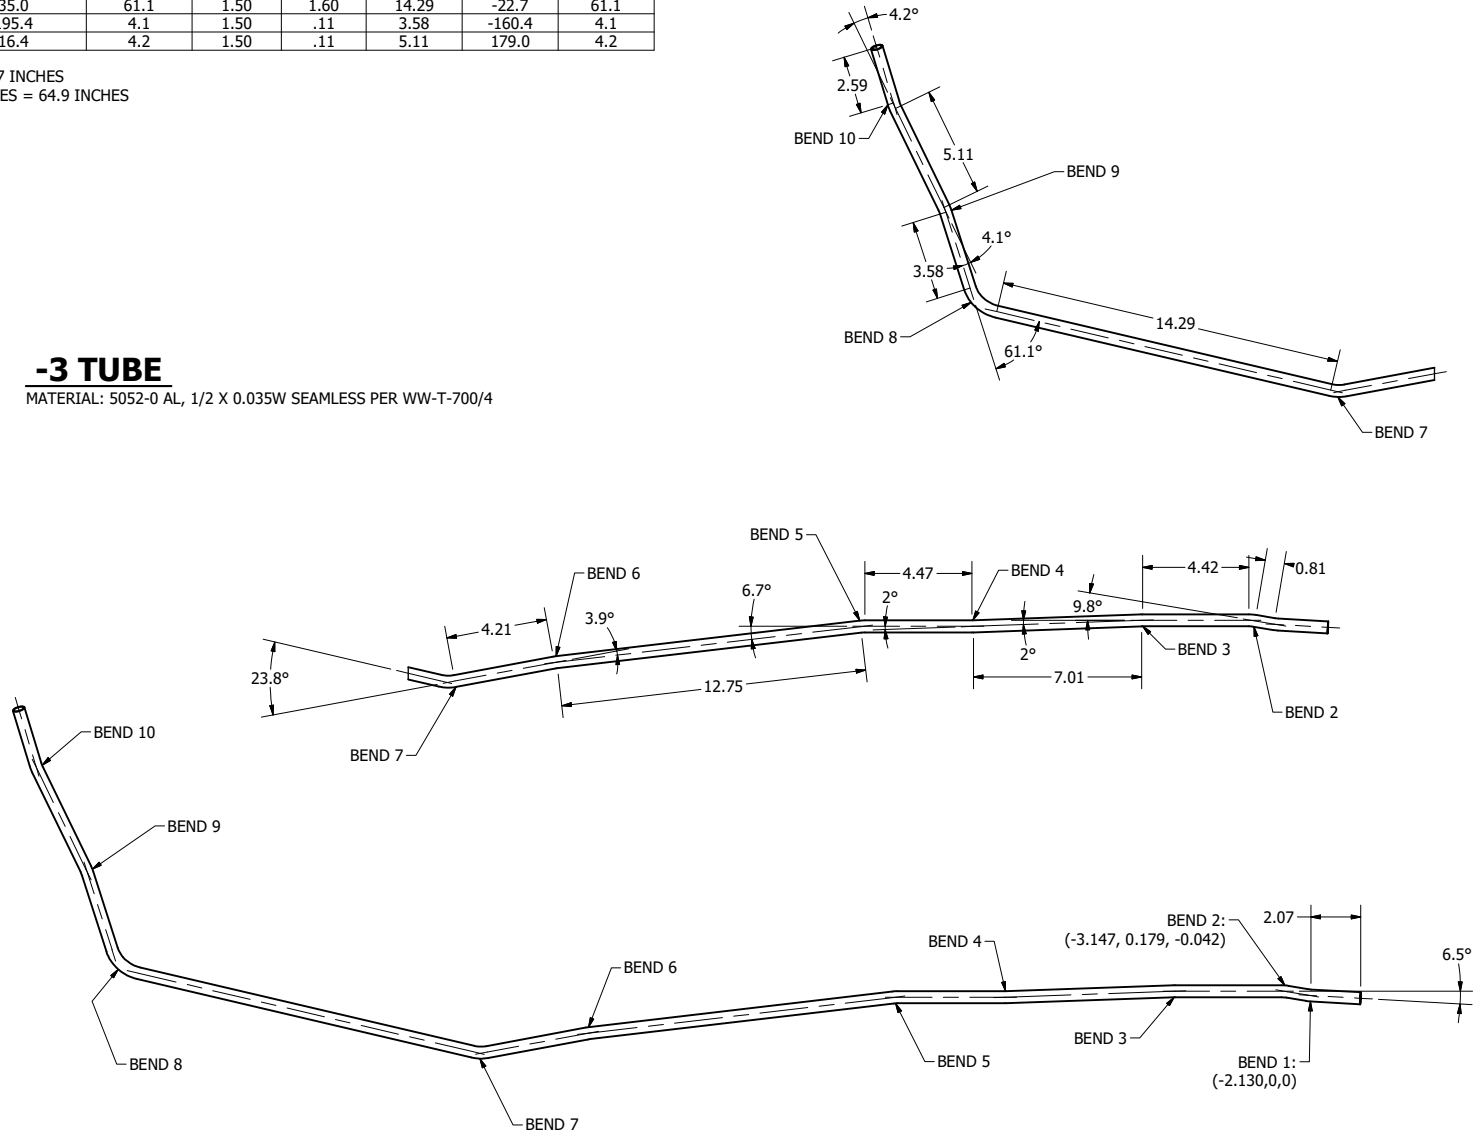 35.0 61.1 1.50 1.60 14.29 -22.7 61.1
95.4 4.1 1.50 .11 3.58 -160.4 4.1
16.4 4.2 1.50 .11 5.11 179.0 4.2
7 INCHES
ES = 64.9 INCHES
4.2°
2.59
BEND 10
5.11
BEND 9
4.1°
3.58
14.29
BEND 8
61.1°
BEND 7
-3 TUBE
MATERIAL: 5052-0 AL, 1/2 X 0.035W SEAMLESS PER WW-T-700/4
BEND 5
BEND 6
4.47
BEND 4
4.42
0.81
6.7°
2°
9.8°
4.21
3.9°
2°
BEND 3
23.8°
12.75
7.01
BEND 2
BEND 7
BEND 10
BEND 9
BEND 2:
(-3.147, 0.179, -0.042)
2.07
BEND 4
6.5°
BEND 6
BEND 3
BEND 8
BEND 5
BEND 1:
(-2.130,0,0)
BEND 7